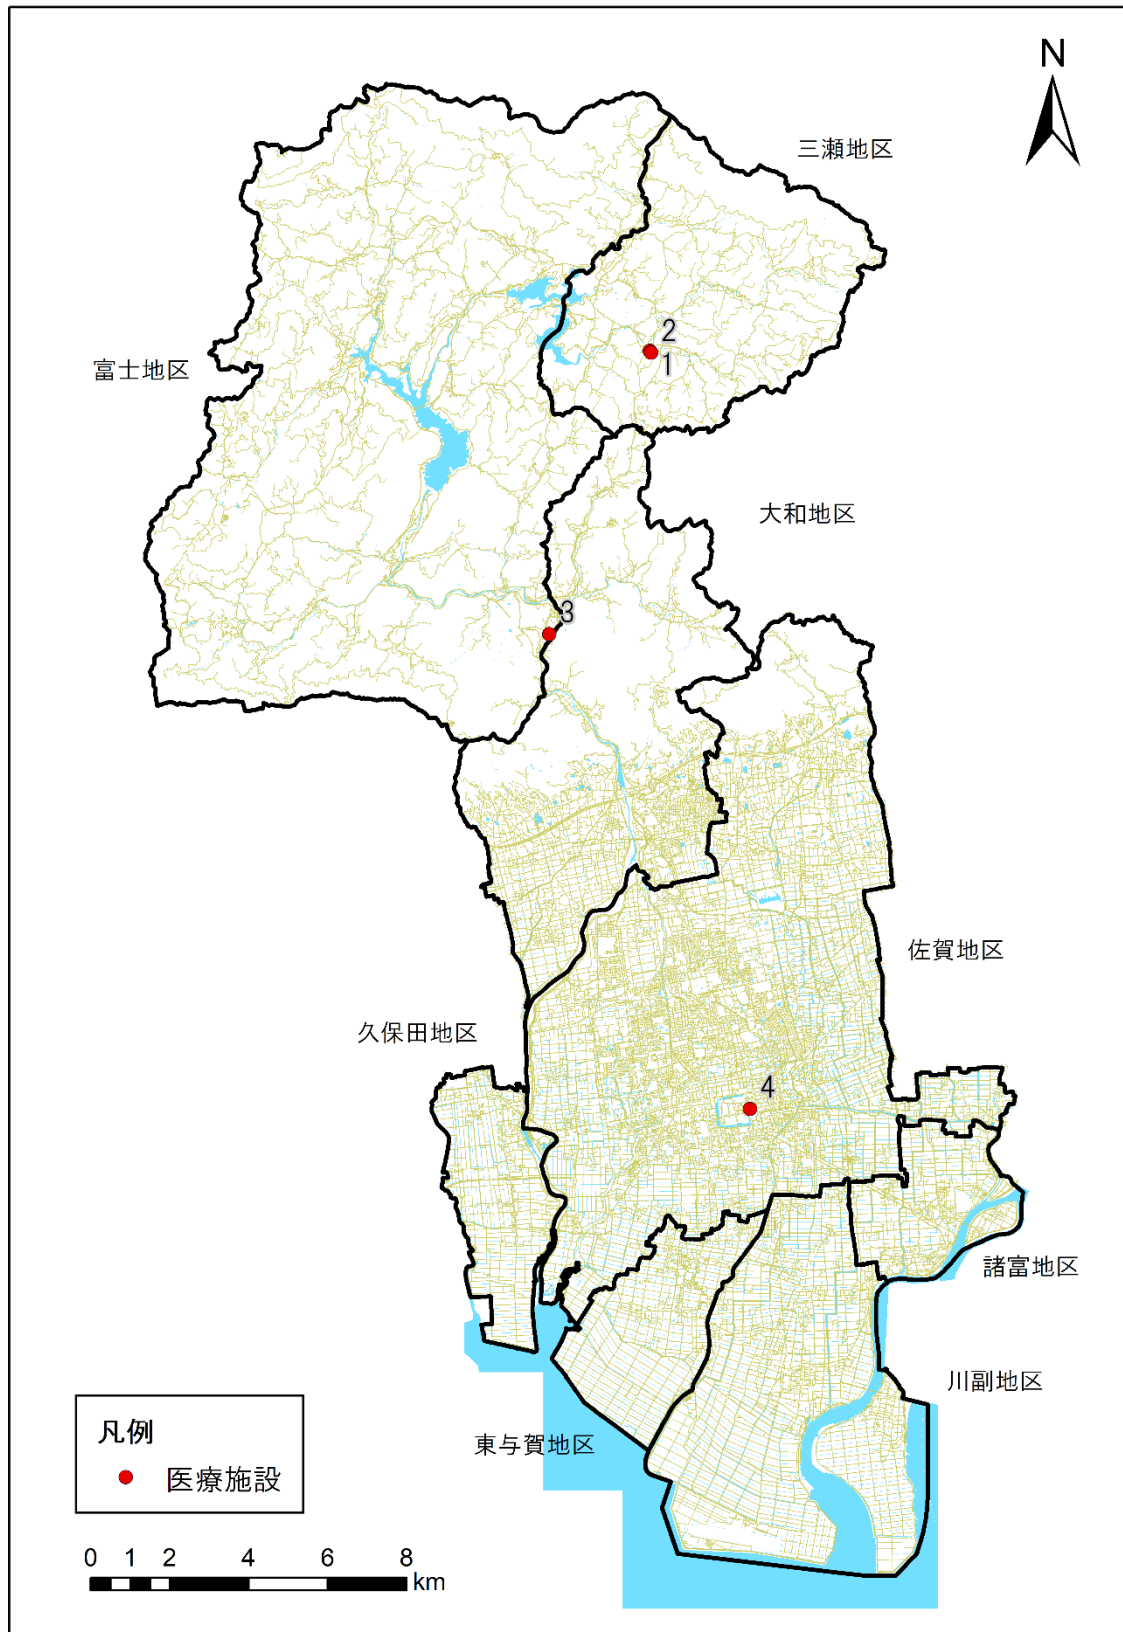 N
三瀬地区
2
1
富士地区
大和地区
3
佐賀地区
久保田地区
4
諸富地区
川副地区
東与賀地区
凡例
医療施設
0 1 2 4 6 8
km